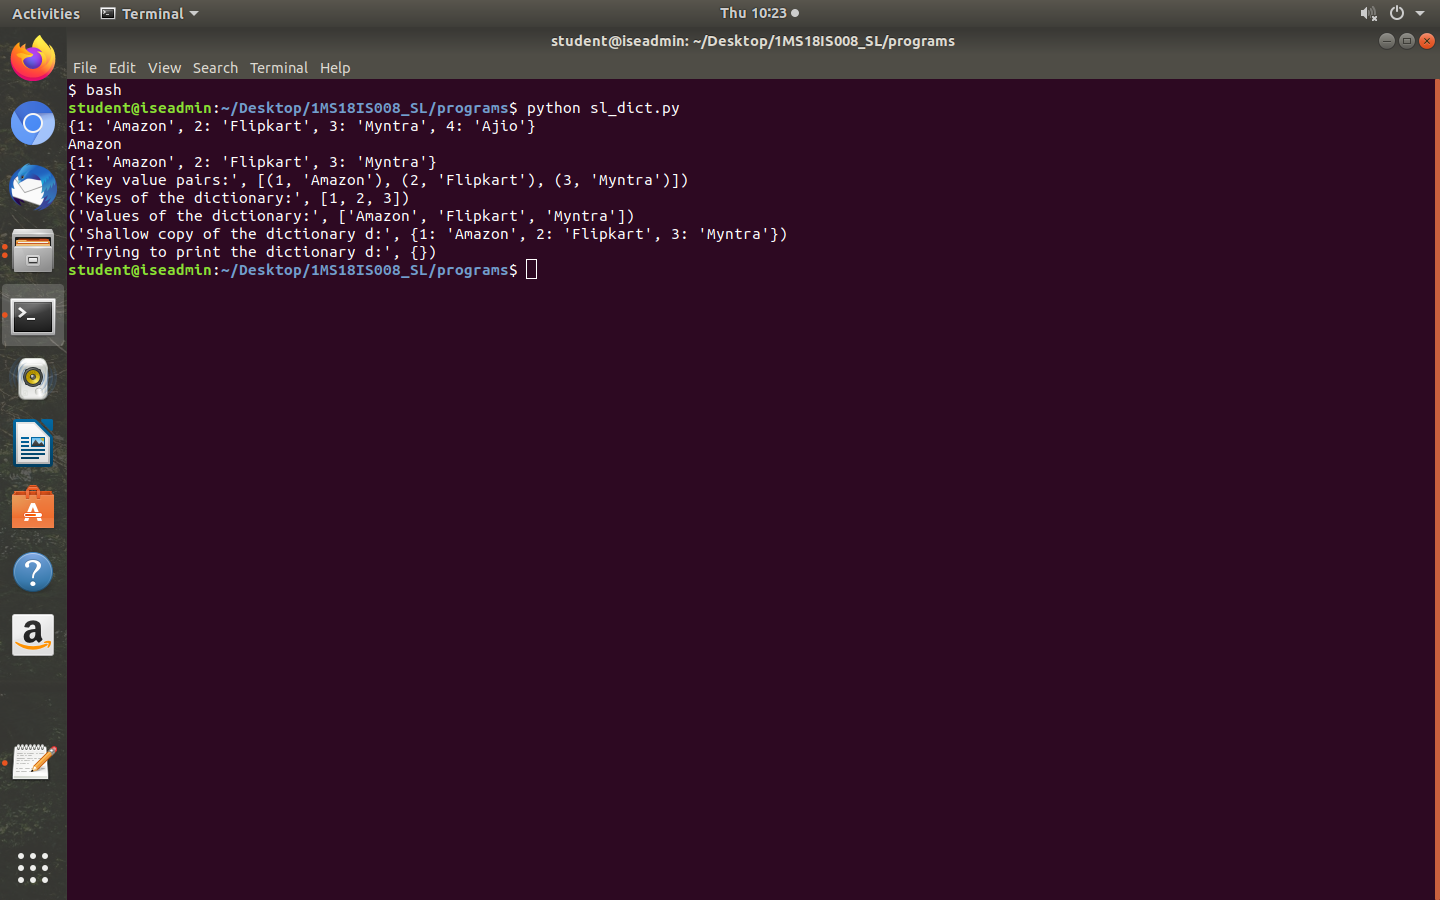 Activities Terminal Thu 10:23
student@iseadmin: ~/Desktop/1MS18IS008_SL/programs
File Edit View Search Terminal Help
$ bash
student@iseadmin:~/Desktop/1MS18IS008_SL/programs$ python sl_dict.py
{1: 'Amazon', 2: 'Flipkart', 3: 'Myntra', 4: 'Ajio'}
Amazon
{1: 'Amazon', 2: 'Flipkart', 3: 'Myntra'}
('Key value pairs:', [(1, 'Amazon'), (2, 'Flipkart'), (3, 'Myntra')])
('Keys of the dictionary:', [1, 2, 3])
('Values of the dictionary:', ['Amazon', 'Flipkart', 'Myntra'])
('Shallow copy of the dictionary d:', {1: 'Amazon', 2: 'Flipkart', 3: 'Myntra'})
('Trying to print the dictionary d:', {})
student@iseadmin:~/Desktop/1MS18IS008_SL/programs$